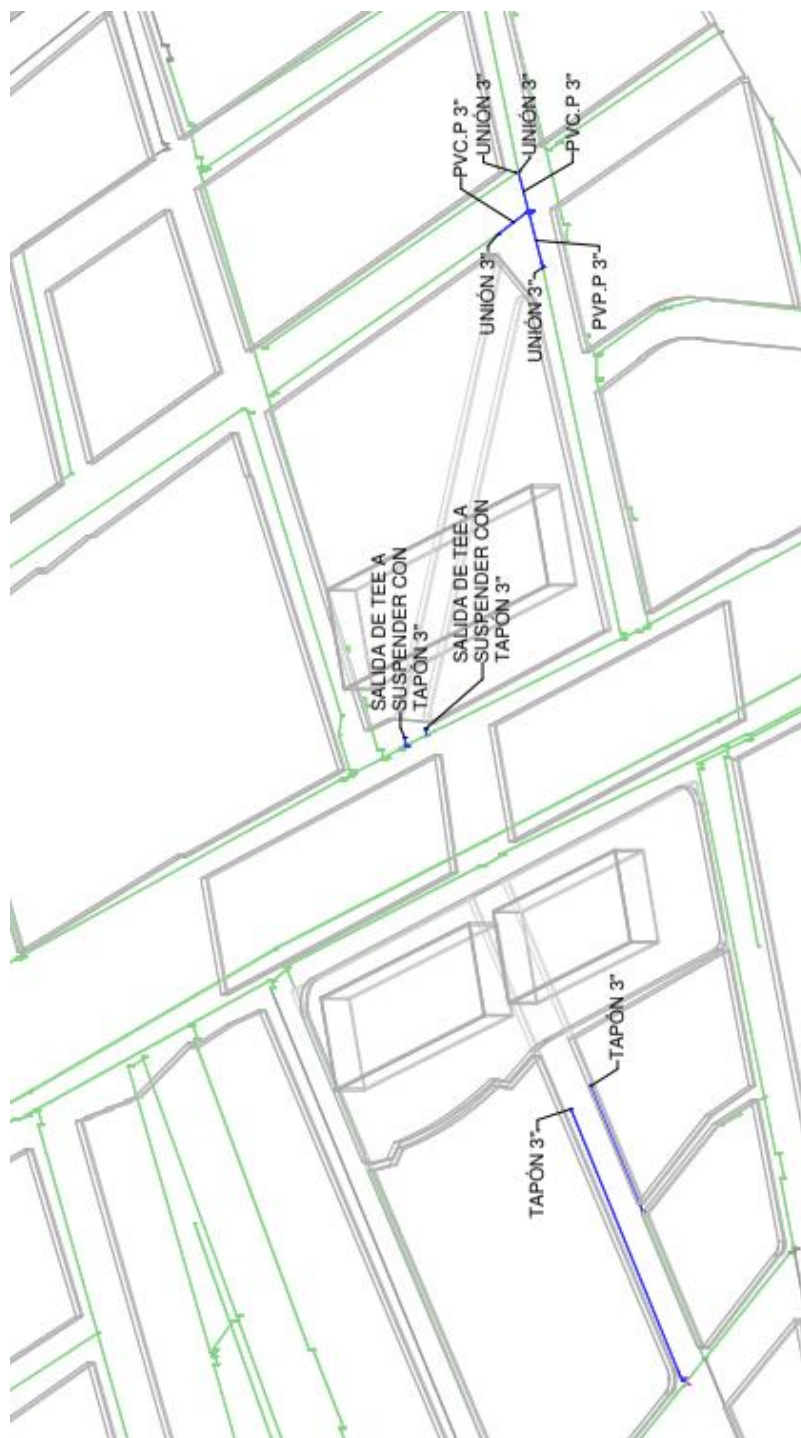 PVC.P 3"
UNIÓN 3"
UNIÓN 3"
PVC.P 3"
UNIÓN 3"
UNIÓN 3"
PVP.P 3"
SALIDA DE TEE A
SUSPENDER CON
TAPÓN 3"
SALIDA DE TEE A
SUSPENDER CON
TAPÓN 3"
TAPÓN 3"
TAPÓN 3"